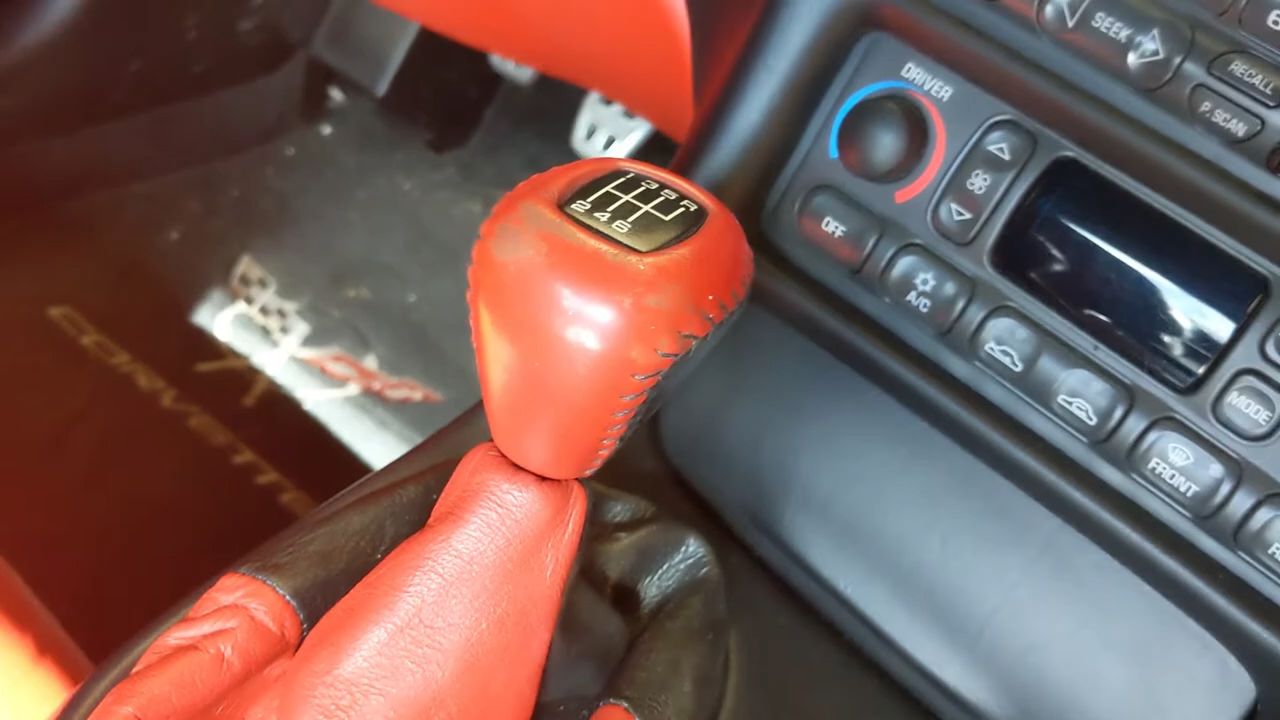 SEEK
RECALL
P.SCAN
DRIVER
OFF
A/C
MODE
FRONT
1 3 5 R
2 4 6
CORVETTE